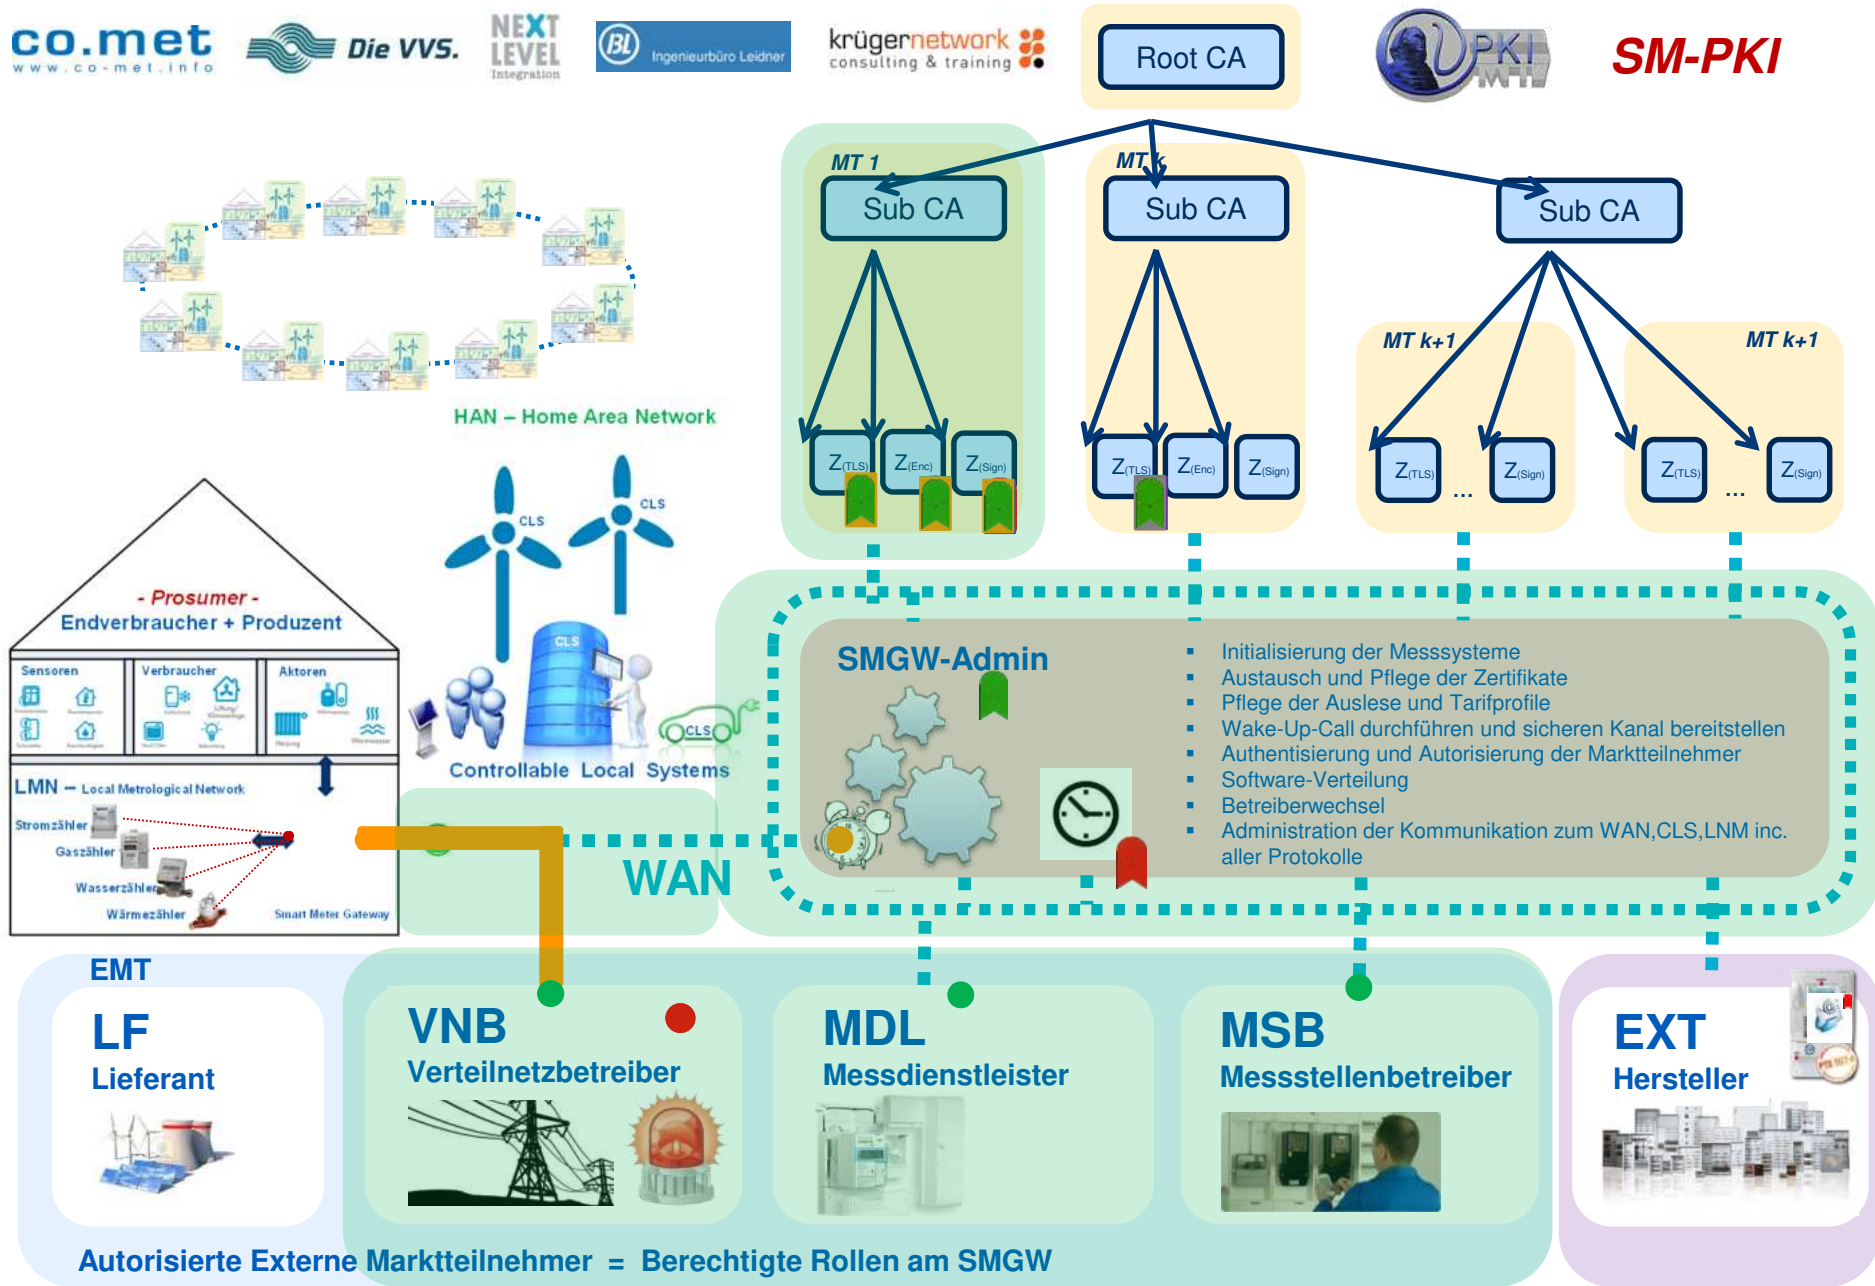 co.met
www.co-met.info
Die VVS.
NEXT
LEVEL
Integration
BL
Ingenieurbüro Leidner
krügernetwork
consulting & training
Root CA
PKI
SM-PKI
MT 1
MT k
Sub CA
Sub CA
Sub CA
MT k+1
MT k+1
HAN – Home Area Network
Z(TLS)
Z(Enc)
Z(Sign)
Z(TLS)
Z(Enc)
Z(Sign)
Z(TLS)
...
Z(Sign)
Z(TLS)
...
Z(Sign)
CLS
CLS
- Prosumer -
Endverbraucher + Produzent
Sensoren
Verbraucher
Aktoren
CLS
CLS
Controllable Local Systems
LMN – Local Metrological Network
Stromzähler
Gaszähler
Wasserzähler
Wärmezähler
Smart Meter Gateway
WAN
SMGW-Admin
▪ Initialisierung der Messsysteme
▪ Austausch und Pflege der Zertifikate
▪ Pflege der Auslese und Tarifprofile
▪ Wake-Up-Call durchführen und sicheren Kanal bereitstellen
▪ Authentisierung und Autorisierung der Marktteilnehmer
▪ Software-Verteilung
▪ Betreiberwechsel
▪ Administration der Kommunikation zum WAN,CLS,LNM inc.
aller Protokolle
EMT
LF
Lieferant
VNB
Verteilnetzbetreiber
MDL
Messdienstleister
MSB
Messstellenbetreiber
EXT
Hersteller
Autorisierte Externe Marktteilnehmer = Berechtigte Rollen am SMGW